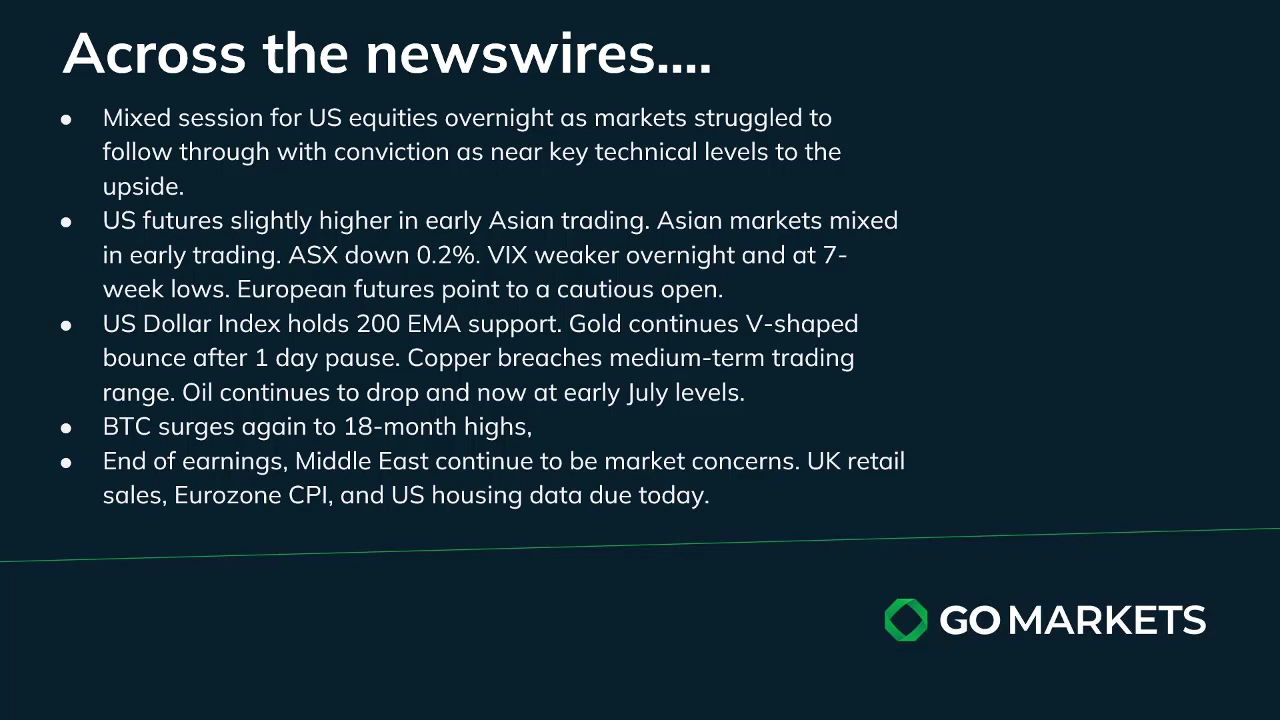 Across the newswires....
● Mixed session for US equities overnight as markets struggled to
follow through with conviction as near key technical levels to the
upside.
● US futures slightly higher in early Asian trading. Asian markets mixed
in early trading. ASX down 0.2%. VIX weaker overnight and at 7-
week lows. European futures point to a cautious open.
● US Dollar Index holds 200 EMA support. Gold continues V-shaped
bounce after 1 day pause. Copper breaches medium-term trading
range. Oil continues to drop and now at early July levels.
● BTC surges again to 18-month highs,
● End of earnings, Middle East continue to be market concerns. UK retail
sales, Eurozone CPI, and US housing data due today.
GO MARKETS